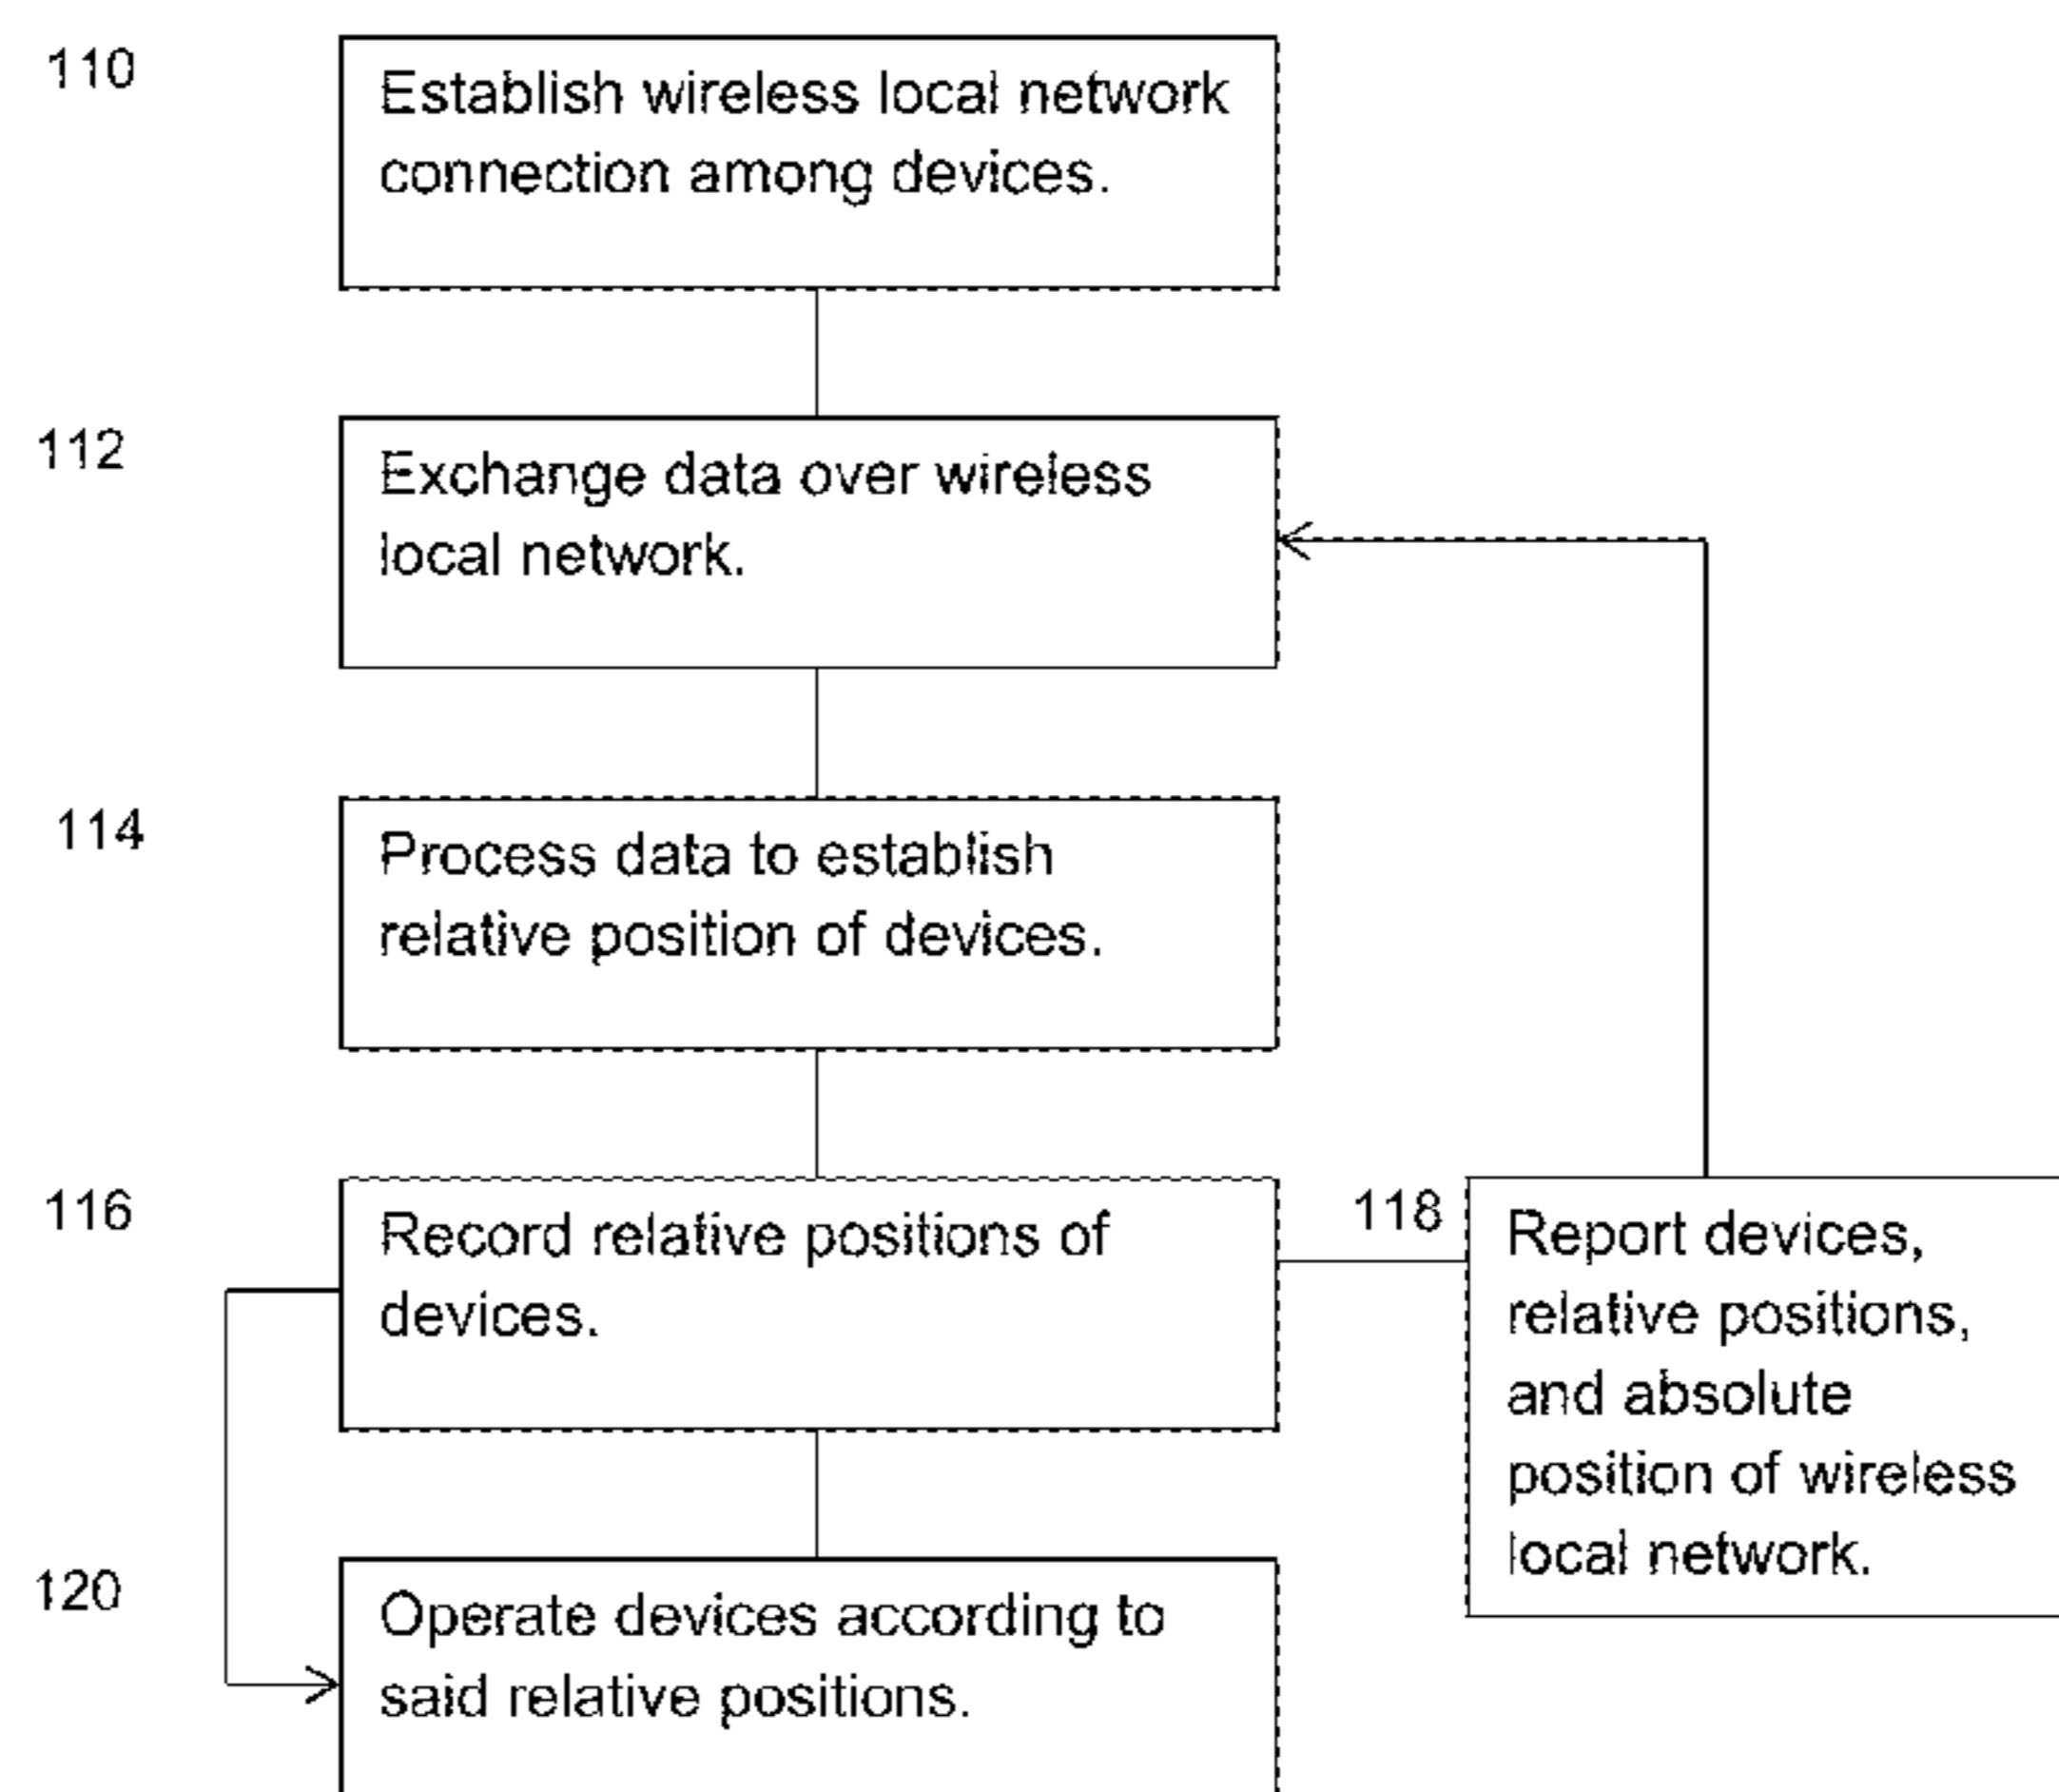 110
Establish wireless local network
connection among devices.
112
Exchange data over wireless
local network.
114
Process data to establish
relative position of devices.
116
Record relative positions of
devices.
118
Report devices,
relative positions,
and absolute
position of wireless
local network.
120
Operate devices according to
said relative positions.